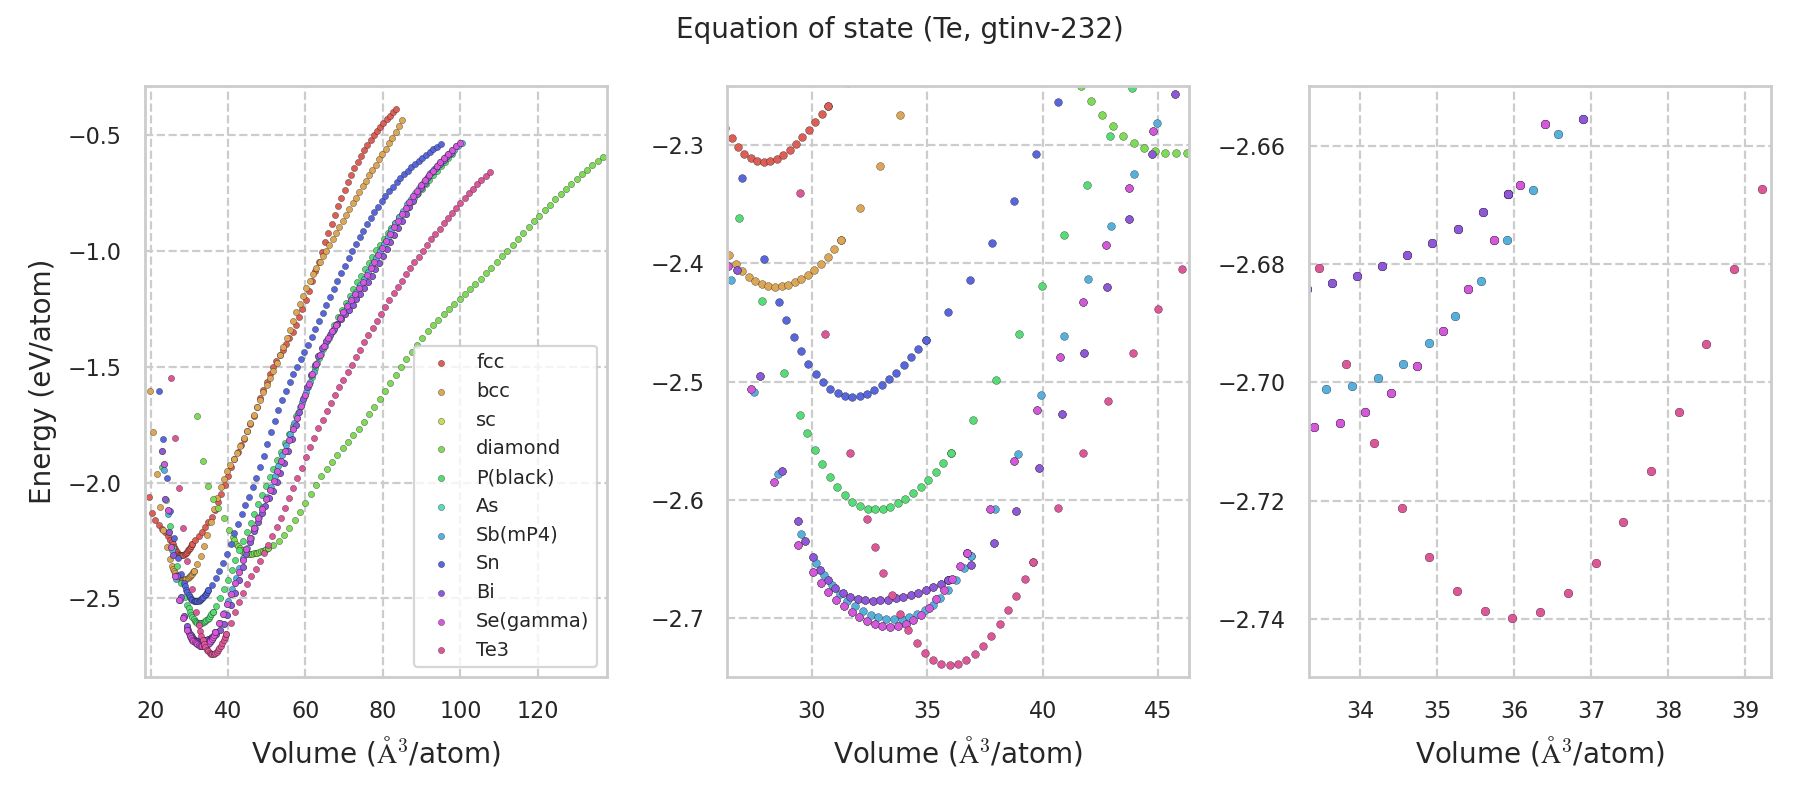 Equation of state (Te, gtinv-232)
Energy (eV/atom)
−0.5
−1.0
−1.5
−2.0
−2.5
20 40 60 80 100 120
Volume (Å³/atom)
fcc
bcc
sc
diamond
P(black)
As
Sb(mP4)
Sn
Bi
Se(gamma)
Te3
−2.3
−2.4
−2.5
−2.6
−2.7
30 35 40 45
Volume (Å³/atom)
−2.66
−2.68
−2.70
−2.72
−2.74
34 35 36 37 38 39
Volume (Å³/atom)